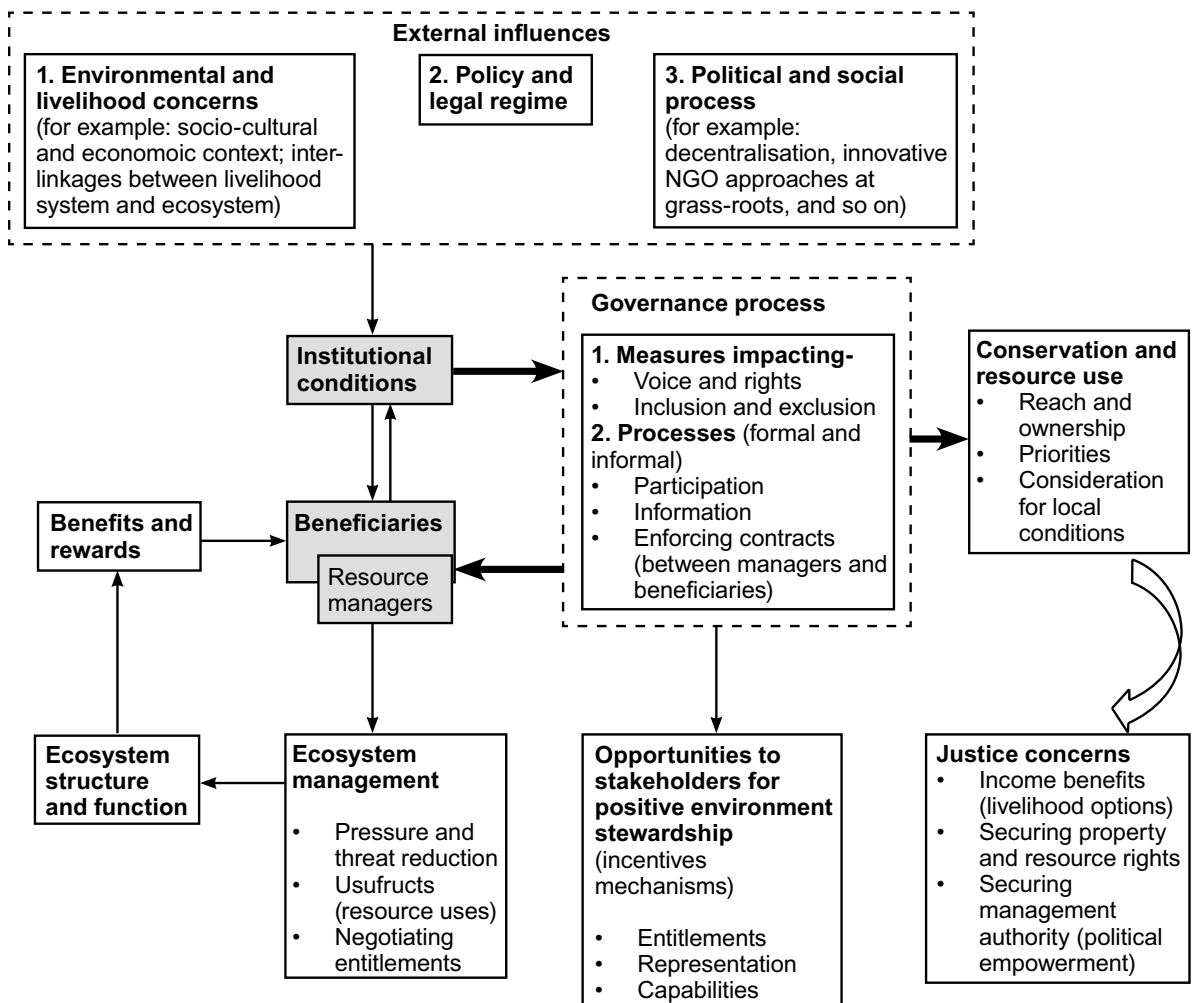 External influences
1. Environmental and
livelihood concerns
(for example: socio-cultural
and economoic context; inter-
linkages between livelihood
system and ecosystem)
2. Policy and
legal regime
3. Political and social
process
(for example:
decentralisation, innovative
NGO approaches at
grass-roots, and so on)
Institutional
conditions
Governance process
1. Measures impacting-
• Voice and rights
• Inclusion and exclusion
2. Processes (formal and
informal)
• Participation
• Information
• Enforcing contracts
(between managers and
beneficiaries)
Conservation and
resource use
• Reach and
ownership
• Priorities
• Consideration
for local
conditions
Benefits and
rewards
Beneficiaries
Resource
managers
Ecosystem
structure
and function
Ecosystem
management
• Pressure and
threat reduction
• Usufructs
(resource uses)
• Negotiating
entitlements
Opportunities to
stakeholders for
positive environment
stewardship
(incentives
mechanisms)
• Entitlements
• Representation
• Capabilities
Justice concerns
• Income benefits
(livelihood options)
• Securing property
and resource rights
• Securing
management
authority (political
empowerment)